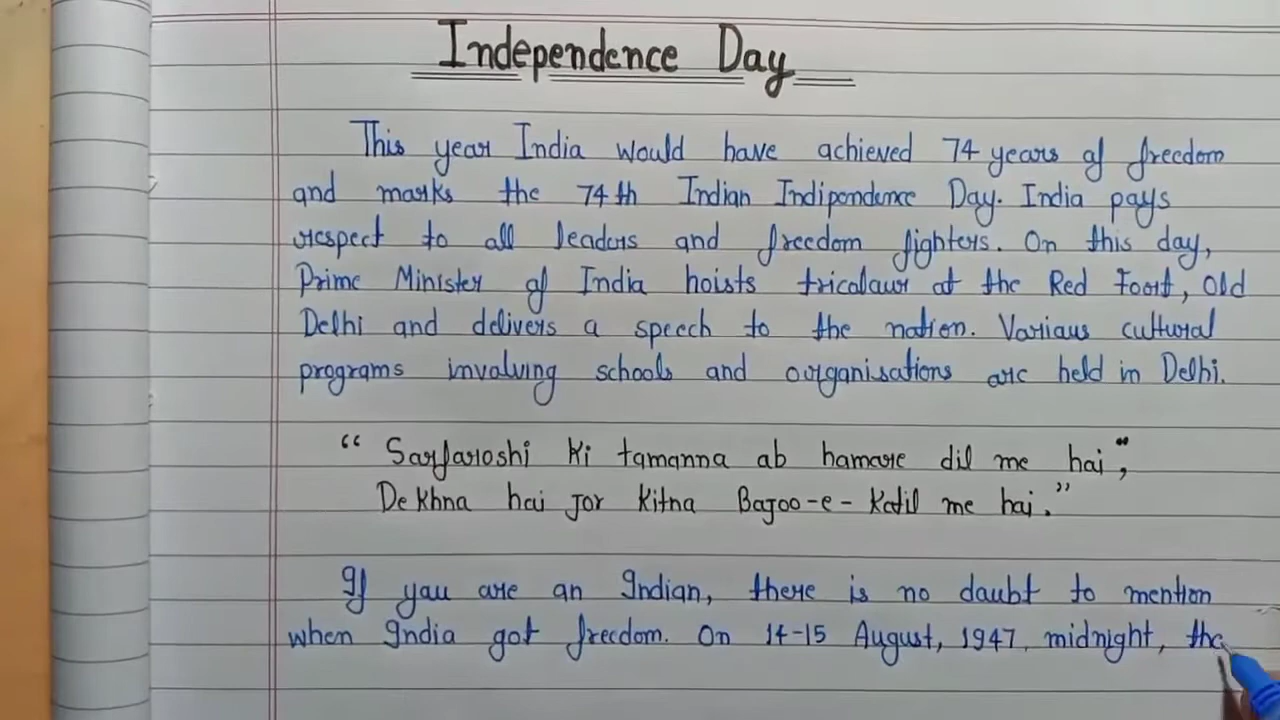 Independence Day
This year India would have achieved 74 years of freedom
and marks the 74th Indian Indipendence Day. India pays
respect to all leaders and freedom fighters. On this day,
Prime Minister of India hoists tricolour at the Red Foort, Old
Delhi and delivers a speech to the nation. Various cultural
programs involving schools and oorganisations are held in Delhi.
“ Sarfaroshi Ki tamanna ab hamare dil me hai,”
Dekhna hai jor Kitna Bajoo-e-Katil me hai.”
If you are an Indian, there is no doubt to mention
when India got freedom. On 14-15 August, 1947, midnight, the